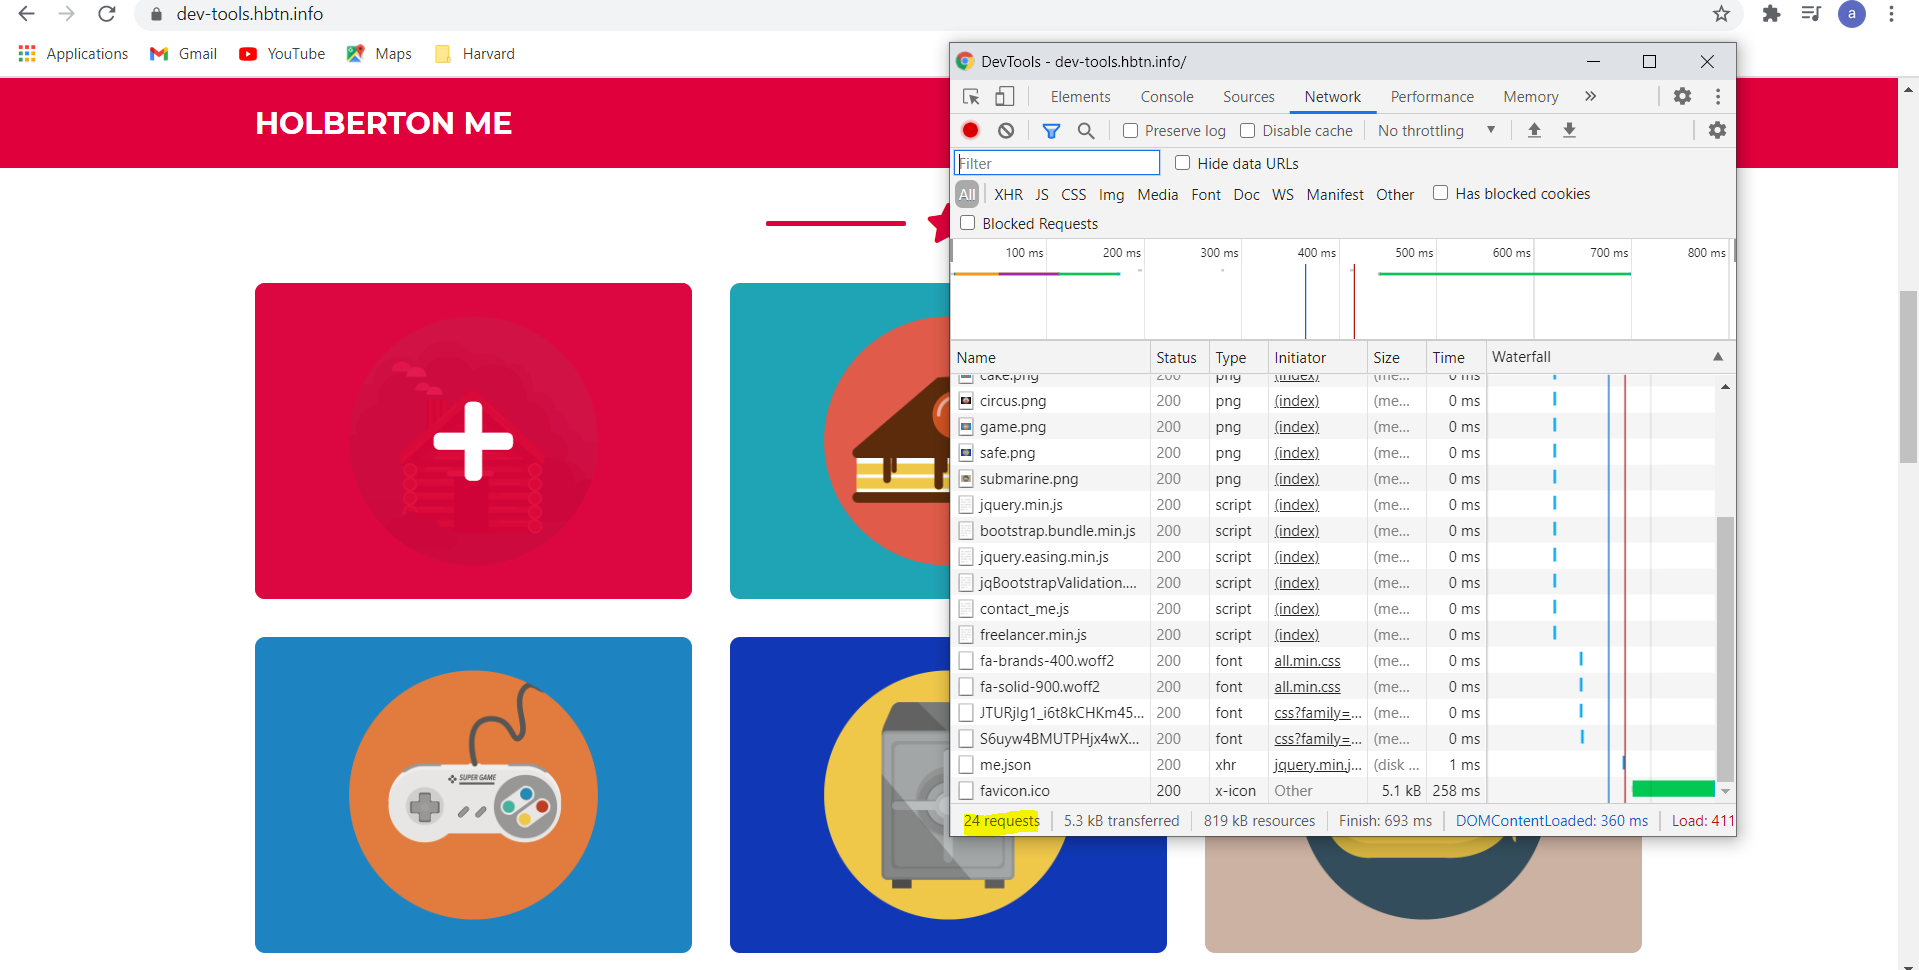 dev-tools.hbtn.info
a
Applications Gmail YouTube Maps Harvard
DevTools - dev-tools.hbtn.info/
Elements Console Sources Network Performance Memory »
Preserve log Disable cache No throttling
Filter Hide data URLs
All XHR JS CSS Img Media Font Doc WS Manifest Other Has blocked cookies
Blocked Requests
100 ms 200 ms 300 ms 400 ms 500 ms 600 ms 700 ms 800 ms
Name Status Type Initiator Size Time Waterfall
cake.png 200 png (index) (me... 0 ms
circus.png 200 png (index) (me... 0 ms
game.png 200 png (index) (me... 0 ms
safe.png 200 png (index) (me... 0 ms
submarine.png 200 png (index) (me... 0 ms
jquery.min.js 200 script (index) (me... 0 ms
bootstrap.bundle.min.js 200 script (index) (me... 0 ms
jquery.easing.min.js 200 script (index) (me... 0 ms
jqBootstrapValidation.... 200 script (index) (me... 0 ms
contact_me.js 200 script (index) (me... 0 ms
freelancer.min.js 200 script (index) (me... 0 ms
fa-brands-400.woff2 200 font all.min.css (me... 0 ms
fa-solid-900.woff2 200 font all.min.css (me... 0 ms
JTURjIg1_i6t8kCHKm45... 200 font css?family=... (me... 0 ms
S6uyw4BMUTPHjx4wX... 200 font css?family=... (me... 0 ms
me.json 200 xhr jquery.min.j... (disk ... 1 ms
favicon.ico 200 x-icon Other 5.1 kB 258 ms
24 requests 5.3 kB transferred 819 kB resources Finish: 693 ms DOMContentLoaded: 360 ms Load: 411
HOLBERTON ME
SUPER GAME